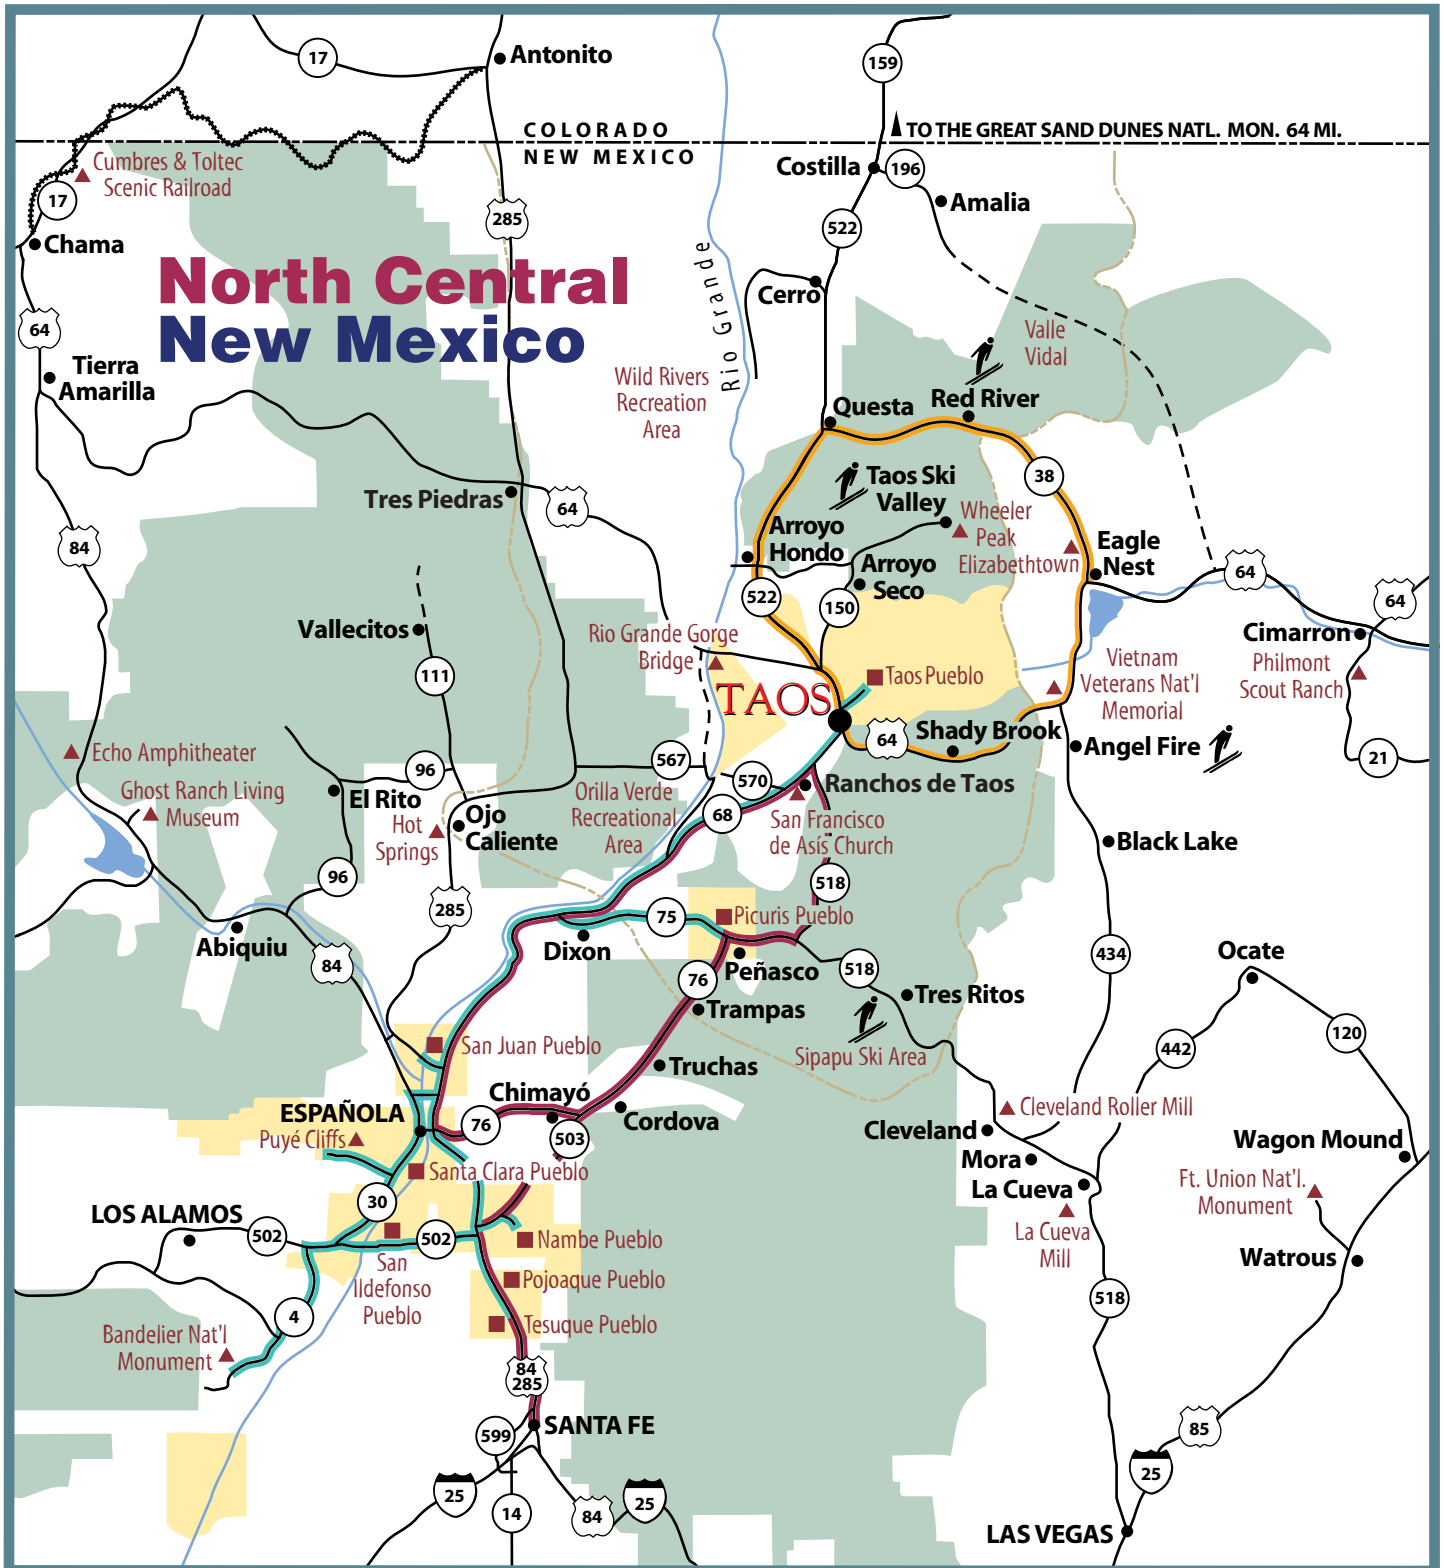 17
Antonito
159
COLORADO
NEW MEXICO
TO THE GREAT SAND DUNES NATL. MON. 64 MI.
Cumbres & Toltec
Scenic Railroad
17
Costilla
196
Amalia
285
522
Chama
North Central
New Mexico
Rio Grande
Cerro
64
Valle
Vidal
Tierra
Amarilla
Wild Rivers
Recreation
Area
Questa
Red River
38
Tres Piedras
64
Taos Ski
Valley
Wheeler
Peak
Elizabethtown
Arroyo
Hondo
Eagle
Nest
84
Arroyo
Seco
64
64
522
150
Vallecitos
Rio Grande Gorge
Bridge
Cimarron
Philmont
Scout Ranch
111
Taos Pueblo
Vietnam
Veterans Nat'l
Memorial
TAOS
64
Shady Brook
Angel Fire
21
Echo Amphitheater
96
567
570
Ranchos de Taos
Ghost Ranch Living
Museum
El Rito
Hot
Springs
Ojo
Caliente
Orilla Verde
Recreational
Area
68
San Francisco
de Asís Church
Black Lake
96
518
285
Abiquiu
84
Dixon
75
Picuris Pueblo
Peñasco
518
434
Ocate
76
Trampas
Tres Ritos
442
120
San Juan Pueblo
Sipapu Ski Area
Truchas
Chimayó
Cordova
ESPAÑOLA
76
503
Cleveland Roller Mill
Puyé Cliffs
Cleveland
Mora
Wagon Mound
Santa Clara Pueblo
La Cueva
Ft. Union Nat'l.
Monument
30
LOS ALAMOS
502
502
Nambe Pueblo
La Cueva
Mill
Watrous
San
Ildefonso
Pueblo
Pojoaque Pueblo
518
4
Tesuque Pueblo
Bandelier Nat'l
Monument
84
285
SANTA FE
599
85
25
25
25
14
84
LAS VEGAS